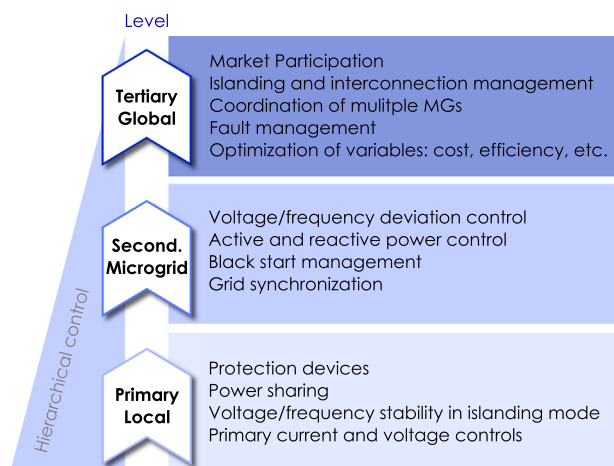 Level
Tertiary
Global
Market Participation
Islanding and interconnection management
Coordination of mulitple MGs
Fault management
Optimization of variables: cost, efficiency, etc.
Second.
Microgrid
Voltage/frequency deviation control
Active and reactive power control
Black start management
Grid synchronization
Primary
Local
Protection devices
Power sharing
Voltage/frequency stability in islanding mode
Primary current and voltage controls
Hierarchical control